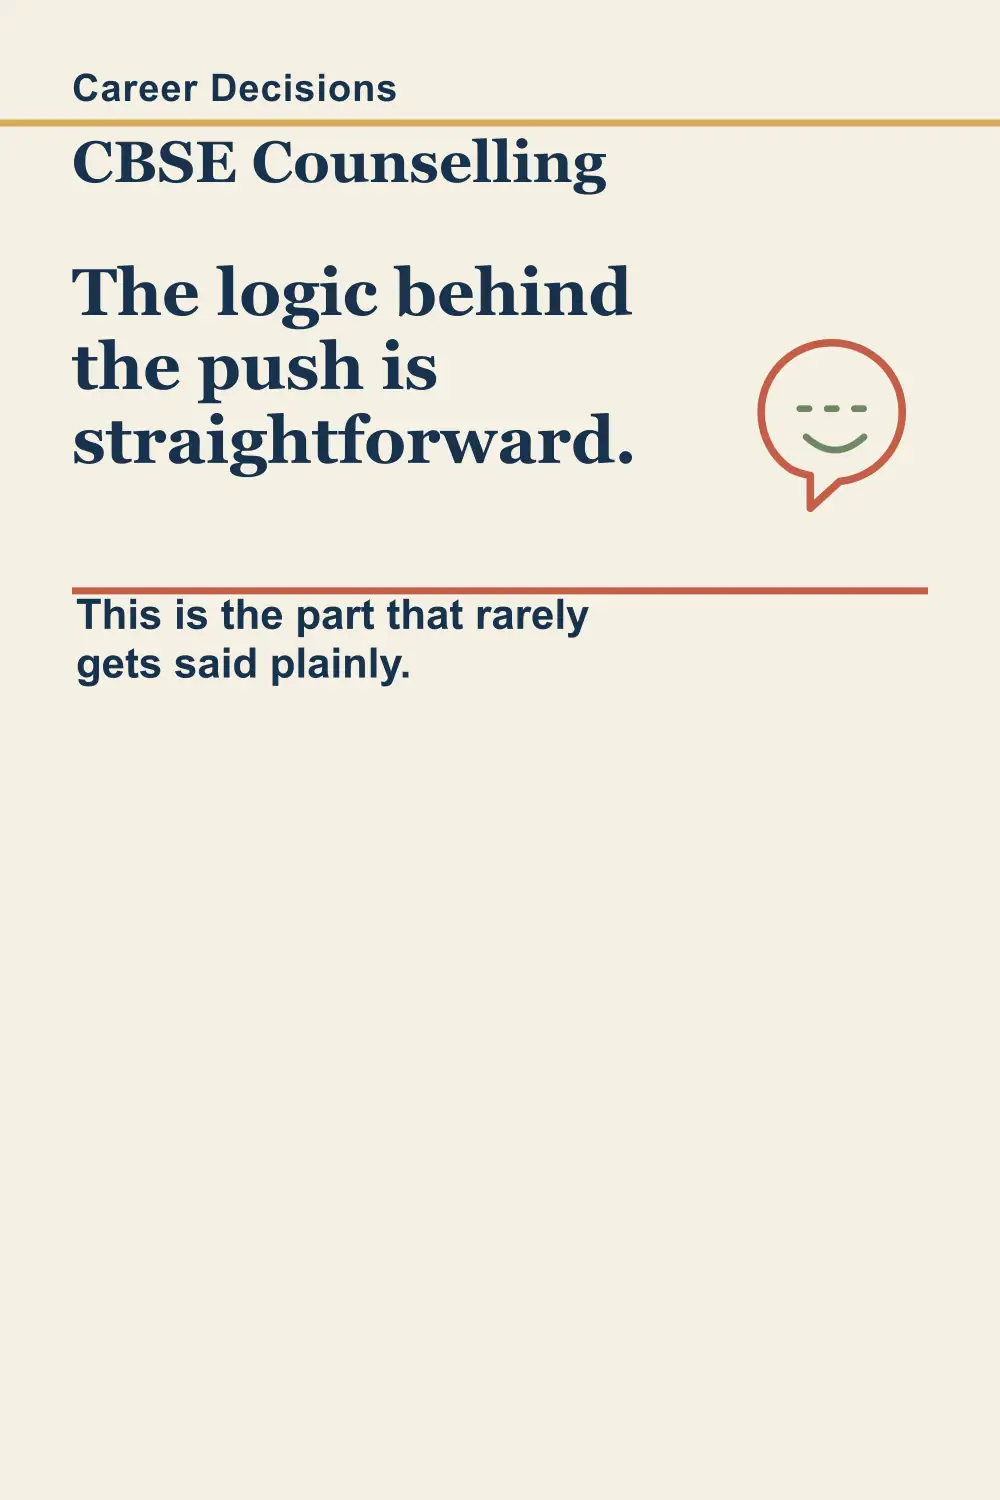 Career Decisions
CBSE Counselling
The logic behind
the push is
straightforward.
This is the part that rarely
gets said plainly.